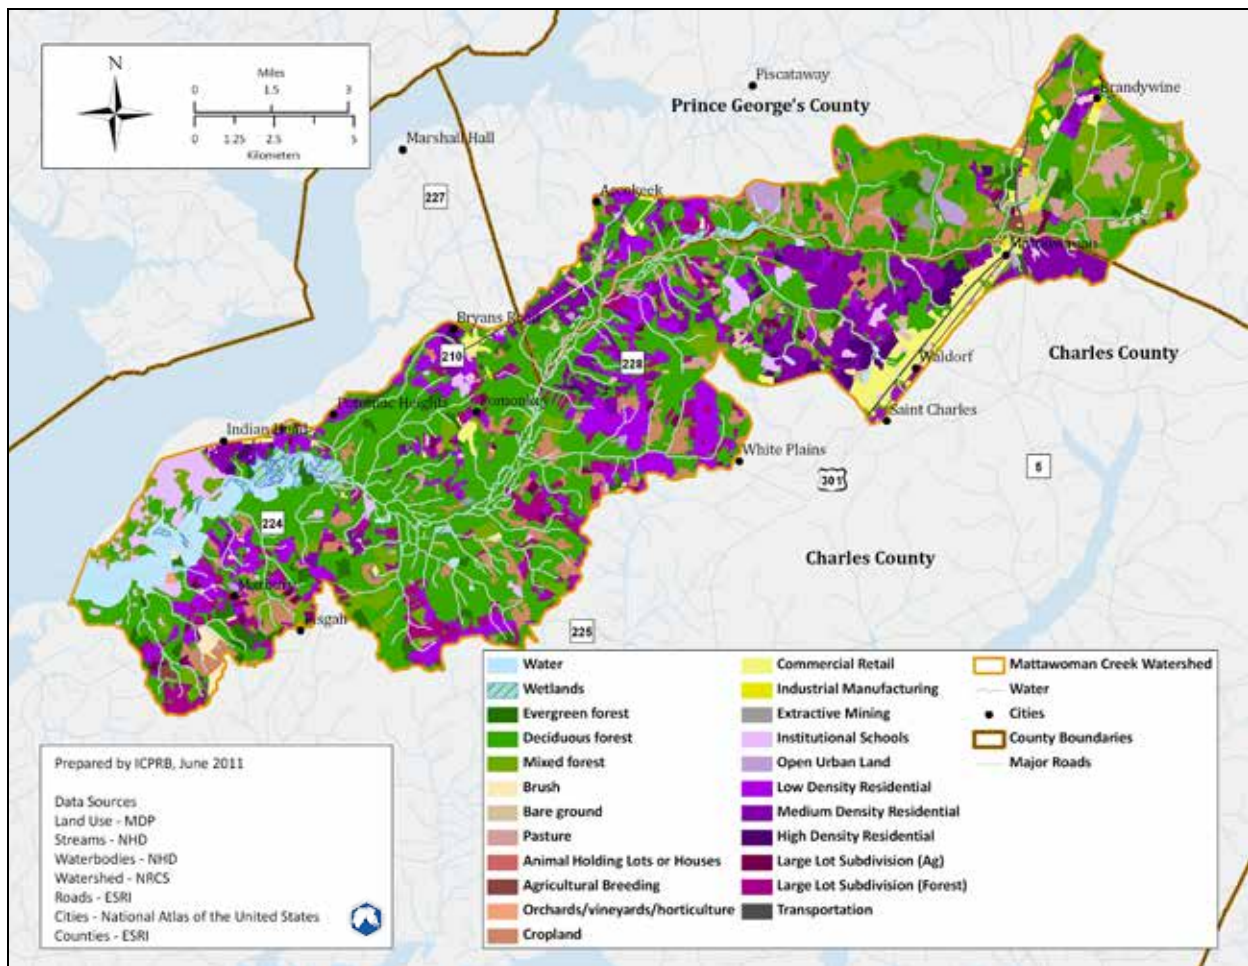 N
Miles
0 1.5 3
0 1.25 2.5 5
Kilometers
Piscataway
Prince George's County
Brandywine
Marshall Hall
227
Accokeek
Mattawoman
Bryans Road
210
228
Charles County
Waldorf
Potomac Heights
Pomonkey
Saint Charles
Indian Head
White Plains
5
301
224
Charles County
Marbury
Pisgah
225
Water
Wetlands
Evergreen forest
Deciduous forest
Mixed forest
Brush
Bare ground
Pasture
Animal Holding Lots or Houses
Agricultural Breeding
Orchards/vineyards/horticulture
Cropland
Commercial Retail
Industrial Manufacturing
Extractive Mining
Institutional Schools
Open Urban Land
Low Density Residential
Medium Density Residential
High Density Residential
Large Lot Subdivision (Ag)
Large Lot Subdivision (Forest)
Transportation
Mattawoman Creek Watershed
Water
Cities
County Boundaries
Major Roads
Prepared by ICPRB, June 2011
Data Sources
Land Use - MDP
Streams - NHD
Waterbodies - NHD
Watershed - NRCS
Roads - ESRI
Cities - National Atlas of the United States
Counties - ESRI